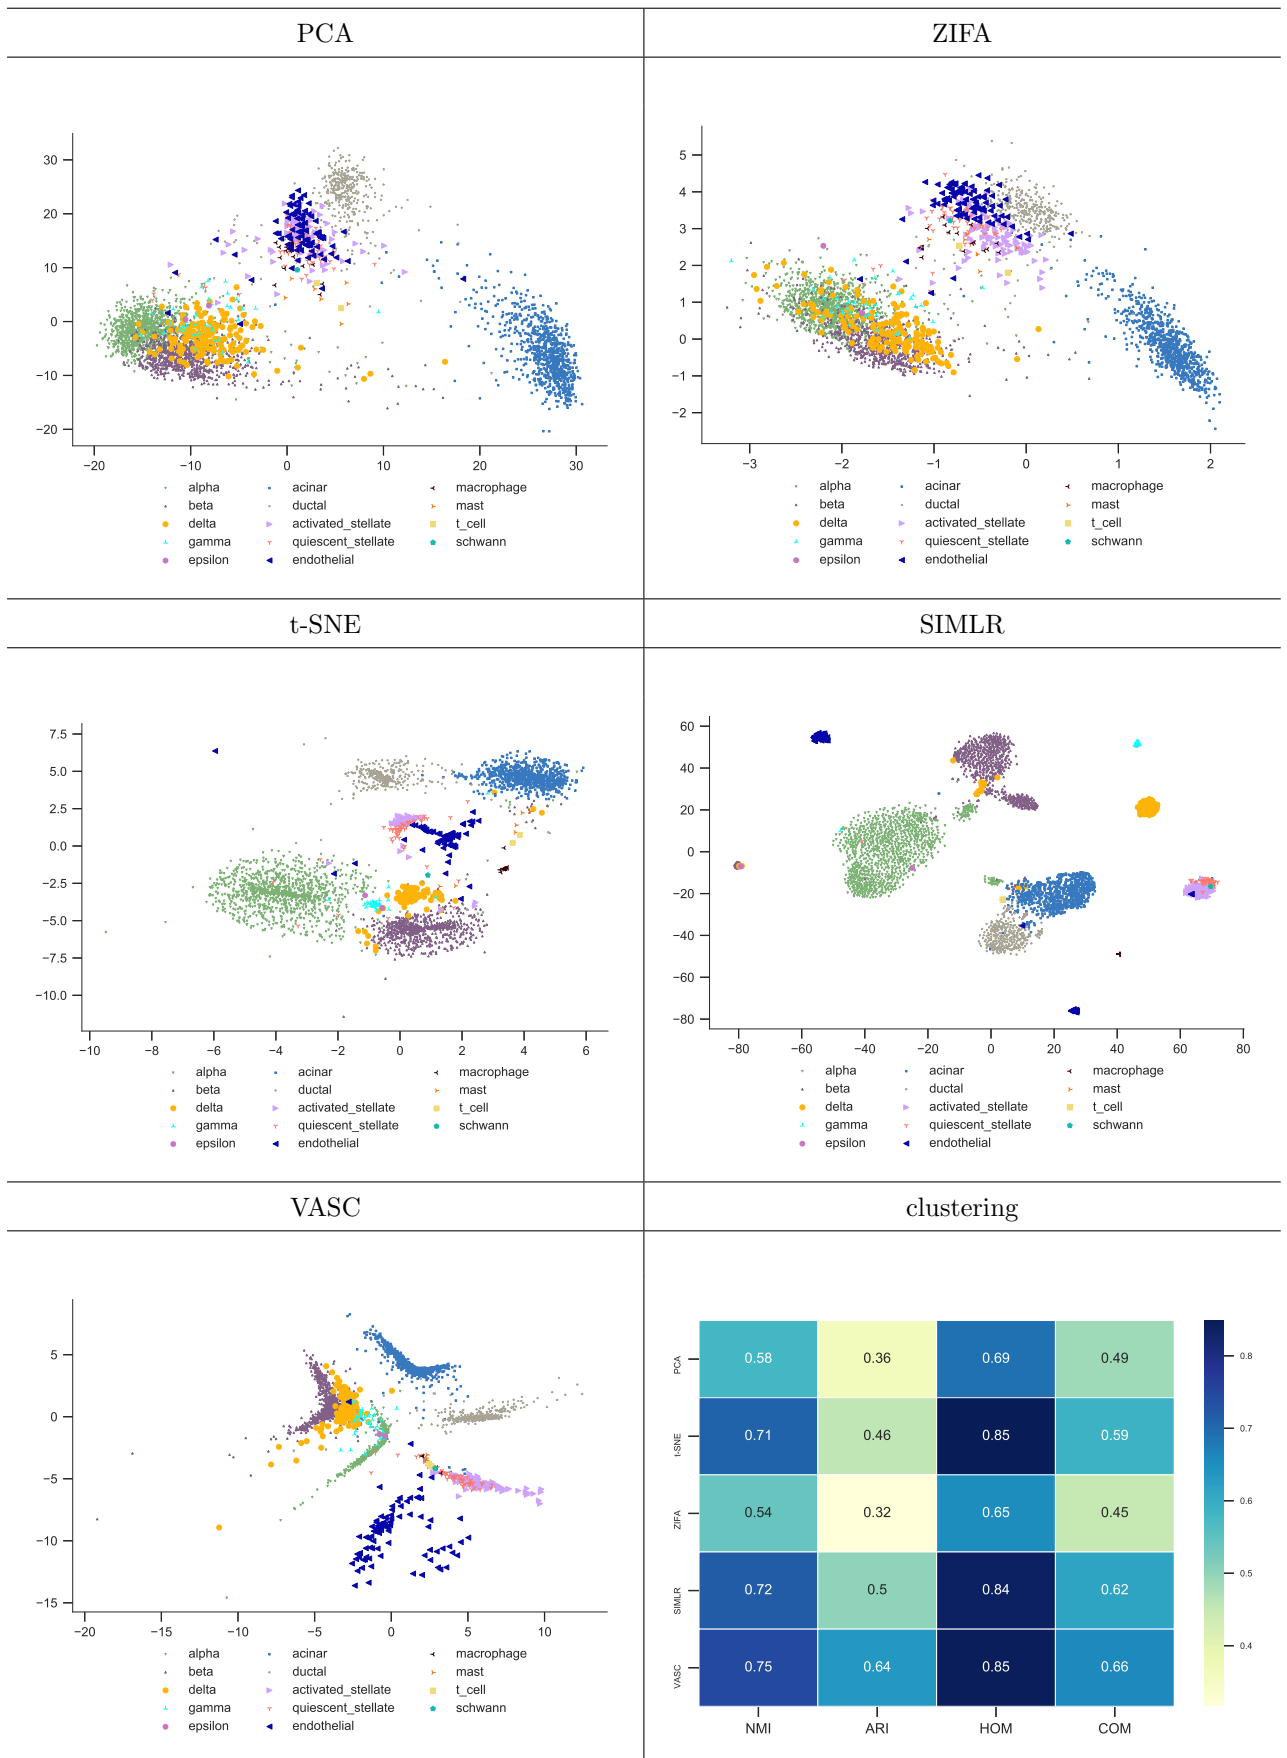 PCA
ZIFA
30
20
10
0
−10
−20
−20 −10 0 10 20 30
alpha acinar macrophage
beta ductal mast
delta activated_stellate t_cell
gamma quiescent_stellate schwann
epsilon endothelial
5
4
3
2
1
0
−1
−2
−3 −2 −1 0 1 2
alpha acinar macrophage
beta ductal mast
delta activated_stellate t_cell
gamma quiescent_stellate schwann
epsilon endothelial
t-SNE
SIMLR
7.5
5.0
2.5
0.0
−2.5
−5.0
−7.5
−10.0
−10 −8 −6 −4 −2 0 2 4 6
alpha acinar macrophage
beta ductal mast
delta activated_stellate t_cell
gamma quiescent_stellate schwann
epsilon endothelial
60
40
20
0
−20
−40
−60
−80
−80 −60 −40 −20 0 20 40 60 80
alpha acinar macrophage
beta ductal mast
delta activated_stellate t_cell
gamma quiescent_stellate schwann
epsilon endothelial
VASC
clustering
5
0
−5
−10
−15
−20 −15 −10 −5 0 5 10
alpha acinar macrophage
beta ductal mast
delta activated_stellate t_cell
gamma quiescent_stellate schwann
epsilon endothelial
PCA 0.58 0.36 0.69 0.49
t-SNE 0.71 0.46 0.85 0.59
ZIFA 0.54 0.32 0.65 0.45
SIMLR 0.72 0.5 0.84 0.62
VASC 0.75 0.64 0.85 0.66
NMI ARI HOM COM
0.8
0.7
0.6
0.5
0.4